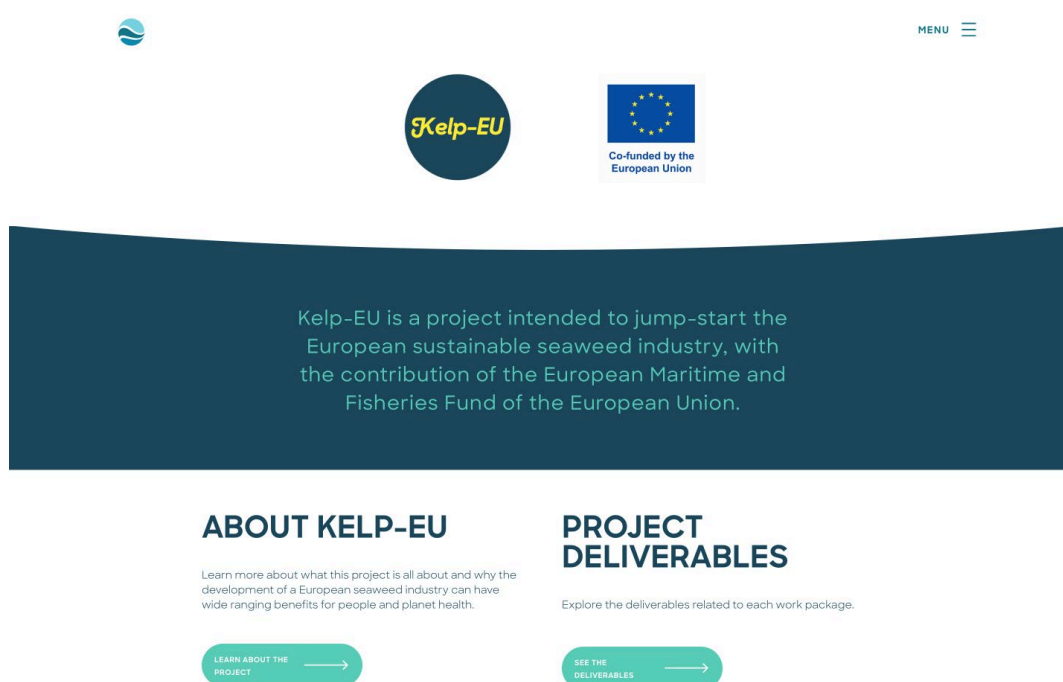 MENU
Kelp-EU
Co-funded by the
European Union
Kelp-EU is a project intended to jump-start the
European sustainable seaweed industry, with
the contribution of the European Maritime and
Fisheries Fund of the European Union.
ABOUT KELP-EU
Learn more about what this project is all about and why the
development of a European seaweed industry can have
wide ranging benefits for people and planet health.
LEARN ABOUT THE
PROJECT
PROJECT
DELIVERABLES
Explore the deliverables related to each work package.
SEE THE
DELIVERABLES